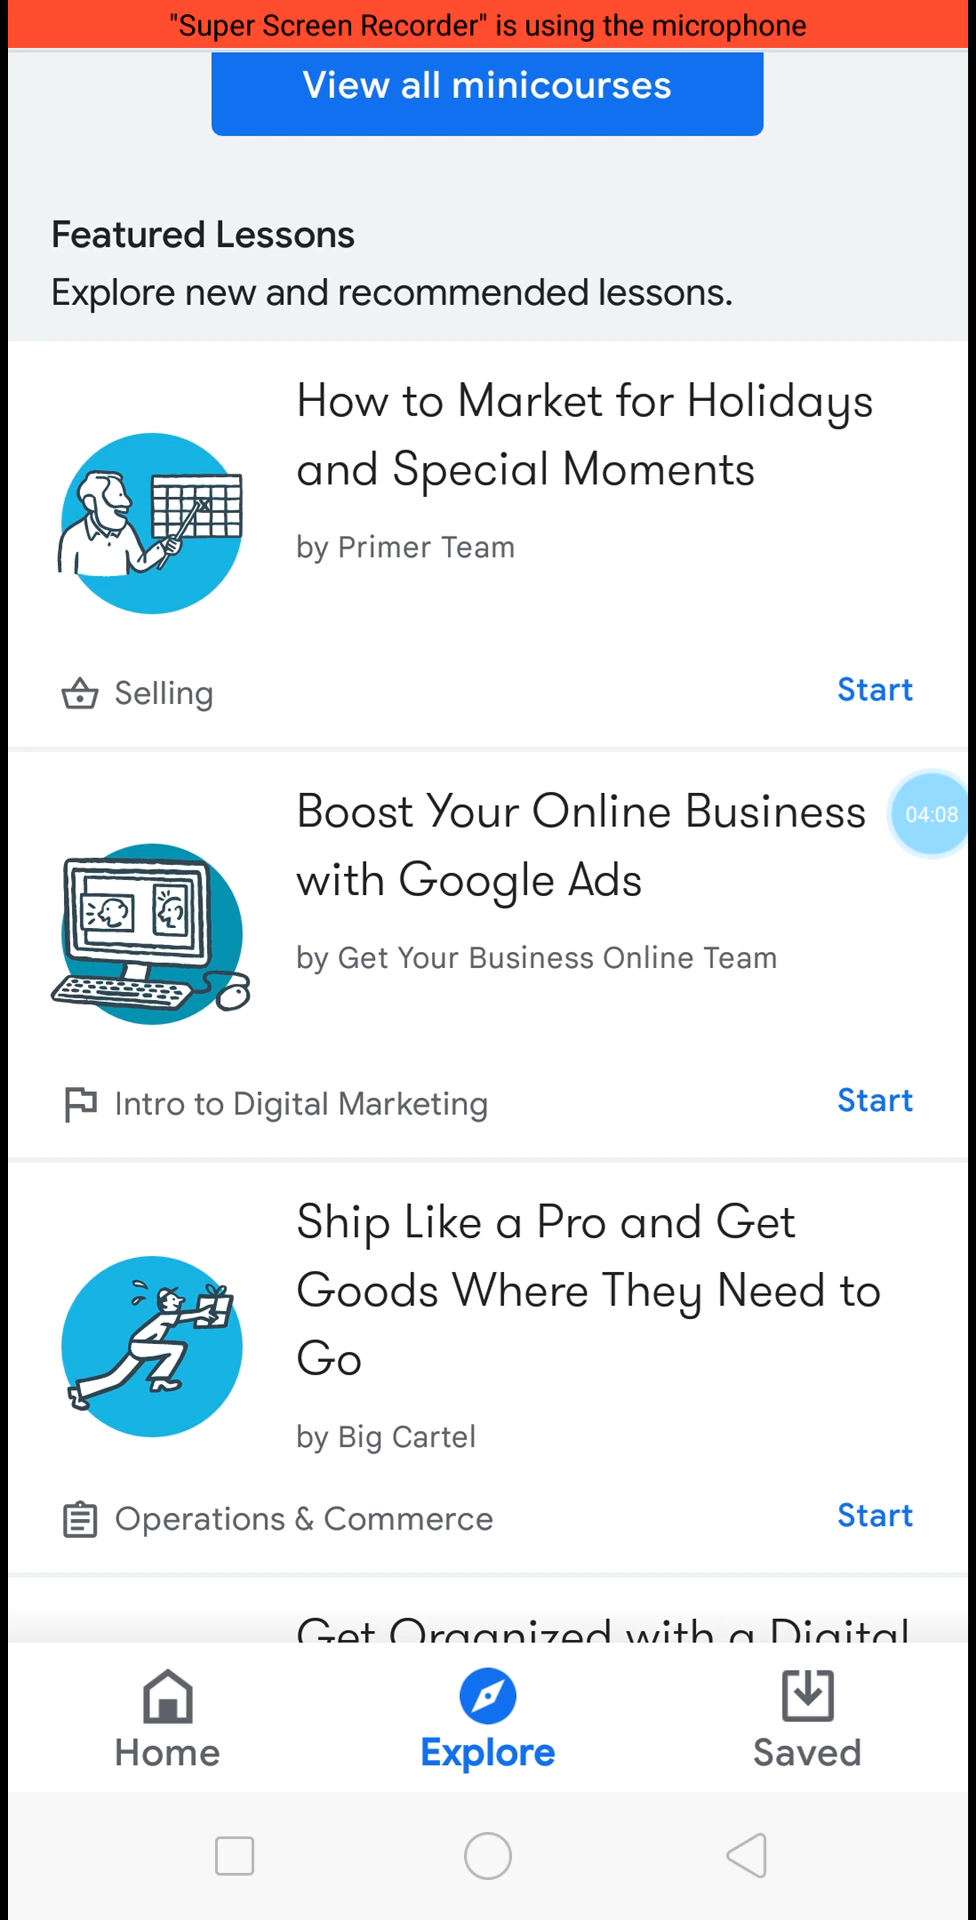 "Super Screen Recorder" is using the microphone
View all minicourses
Featured Lessons
Explore new and recommended lessons.
How to Market for Holidays
and Special Moments
by Primer Team
Selling
Start
Boost Your Online Business
with Google Ads
04:08
by Get Your Business Online Team
Intro to Digital Marketing
Start
Ship Like a Pro and Get
Goods Where They Need to
Go
by Big Cartel
Operations & Commerce
Start
Get Organized with a Digital
Home
Explore
Saved